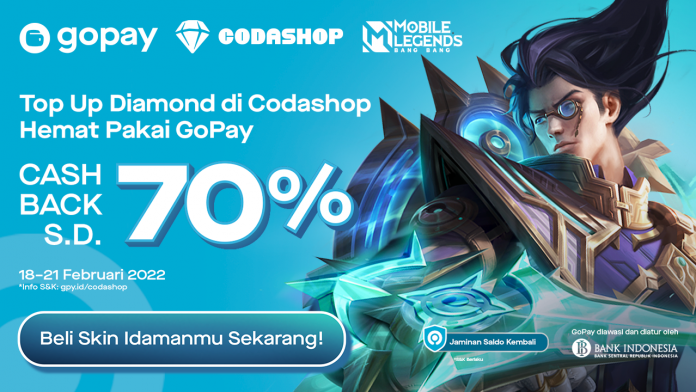 gopay CODASHOP MOBILE LEGENDS BANG BANG
Top Up Diamond di Codashop
Hemat Pakai GoPay
CASH
BACK
S.D.
70%
18-21 Februari 2022
*Info S&K: gpy.id/codashop
Beli Skin Idamanmu Sekarang!
Jaminan Saldo Kembali
*S&K Berlaku
GoPay diawasi dan diatur oleh
BANK INDONESIA
BANK SENTRAL REPUBLIK INDONESIA